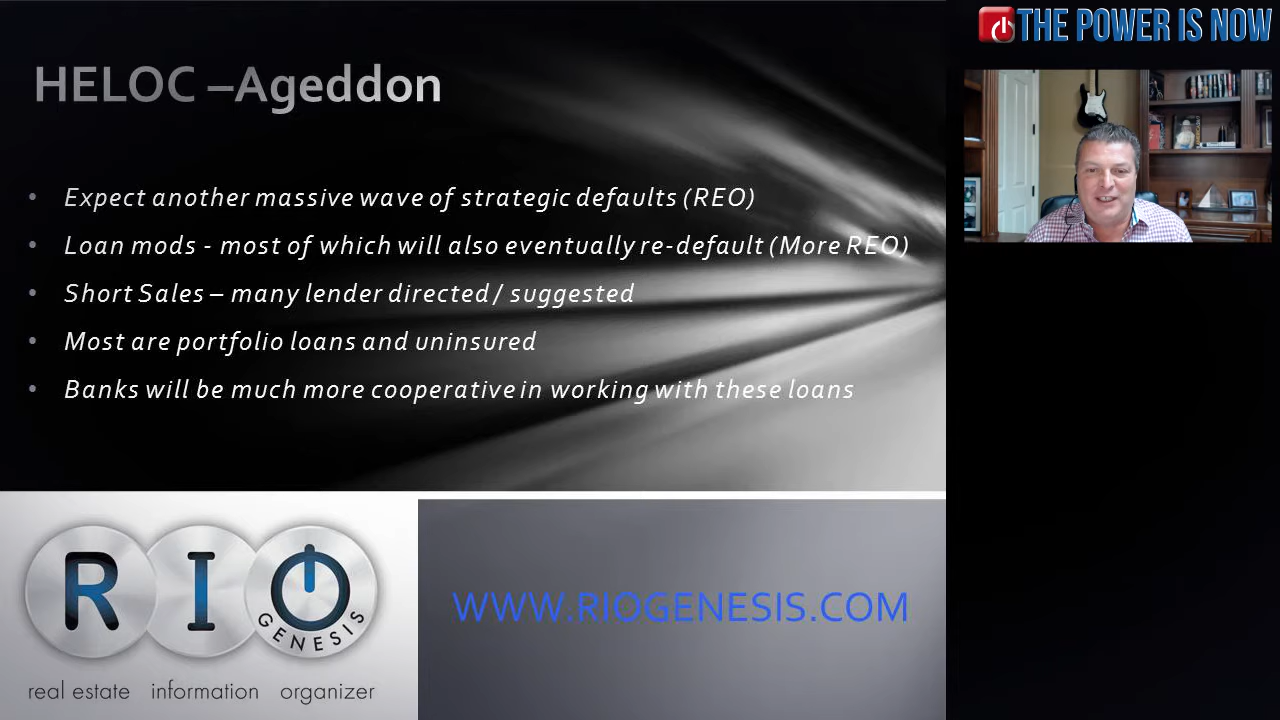 THE POWER IS NOW
HELOC –Ageddon
• Expect another massive wave of strategic defaults (REO)
• Loan mods - most of which will also eventually re-default (More REO)
• Short Sales – many lender directed / suggested
• Most are portfolio loans and uninsured
• Banks will be much more cooperative in working with these loans
RIO
GENESIS
real estate information organizer
WWW.RIOGENESIS.COM